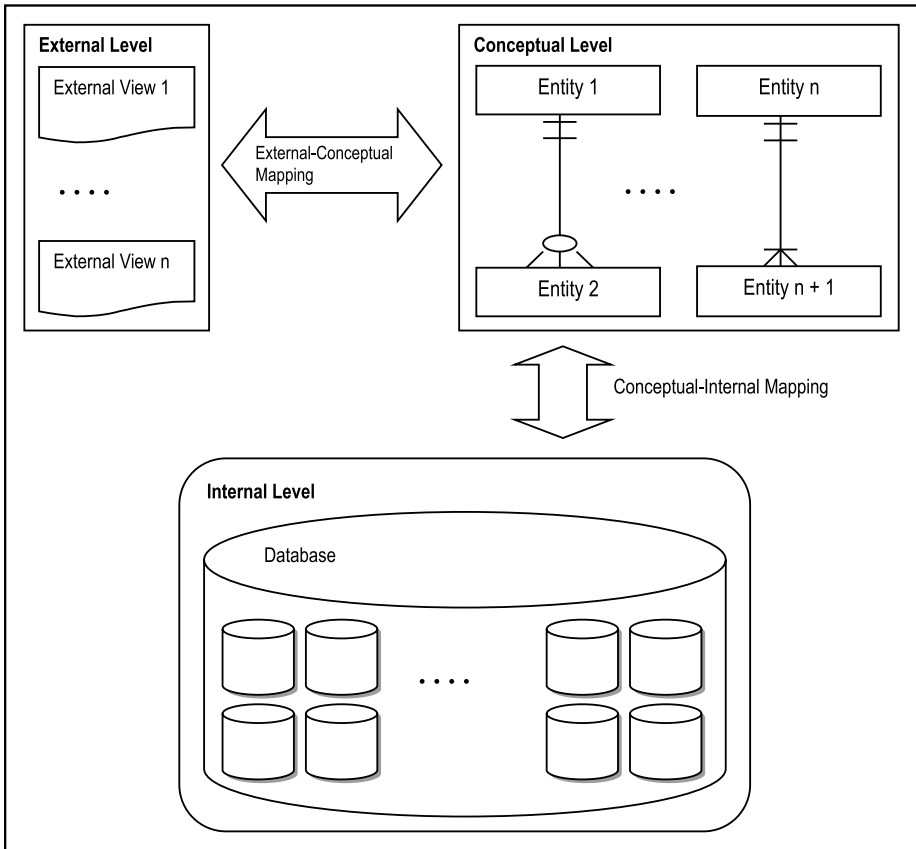 External Level
External View 1
. . . .
External View n
External-Conceptual
Mapping
Conceptual Level
Entity 1
Entity n
. . . .
Entity 2
Entity n + 1
Conceptual-Internal Mapping
Internal Level
Database
. . . .